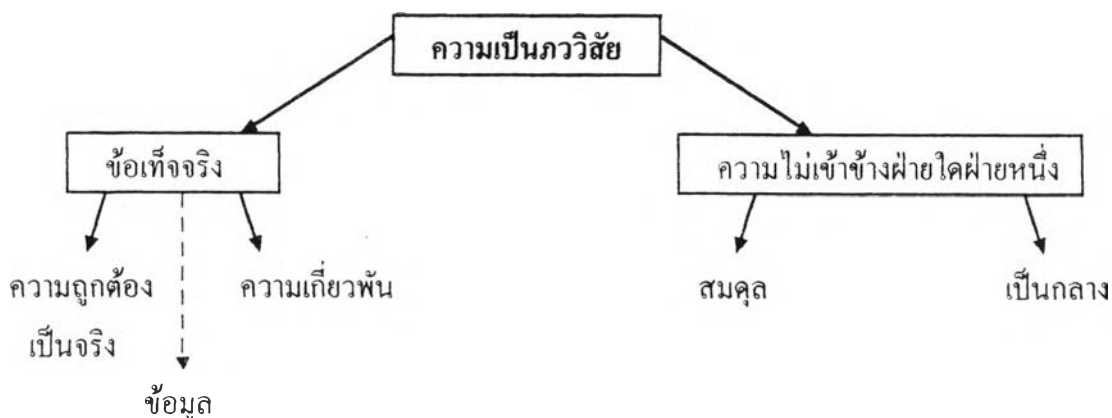 ความเป็นภววิสัย
ข้อเท็จจริง
ความไม่เข้าข้างฝ่ายใดฝ่ายหนึ่ง
ความถูกต้อง
เป็นจริง
ความเกี่ยวพัน
สมดุล
เป็นกลาง
ข้อมูล